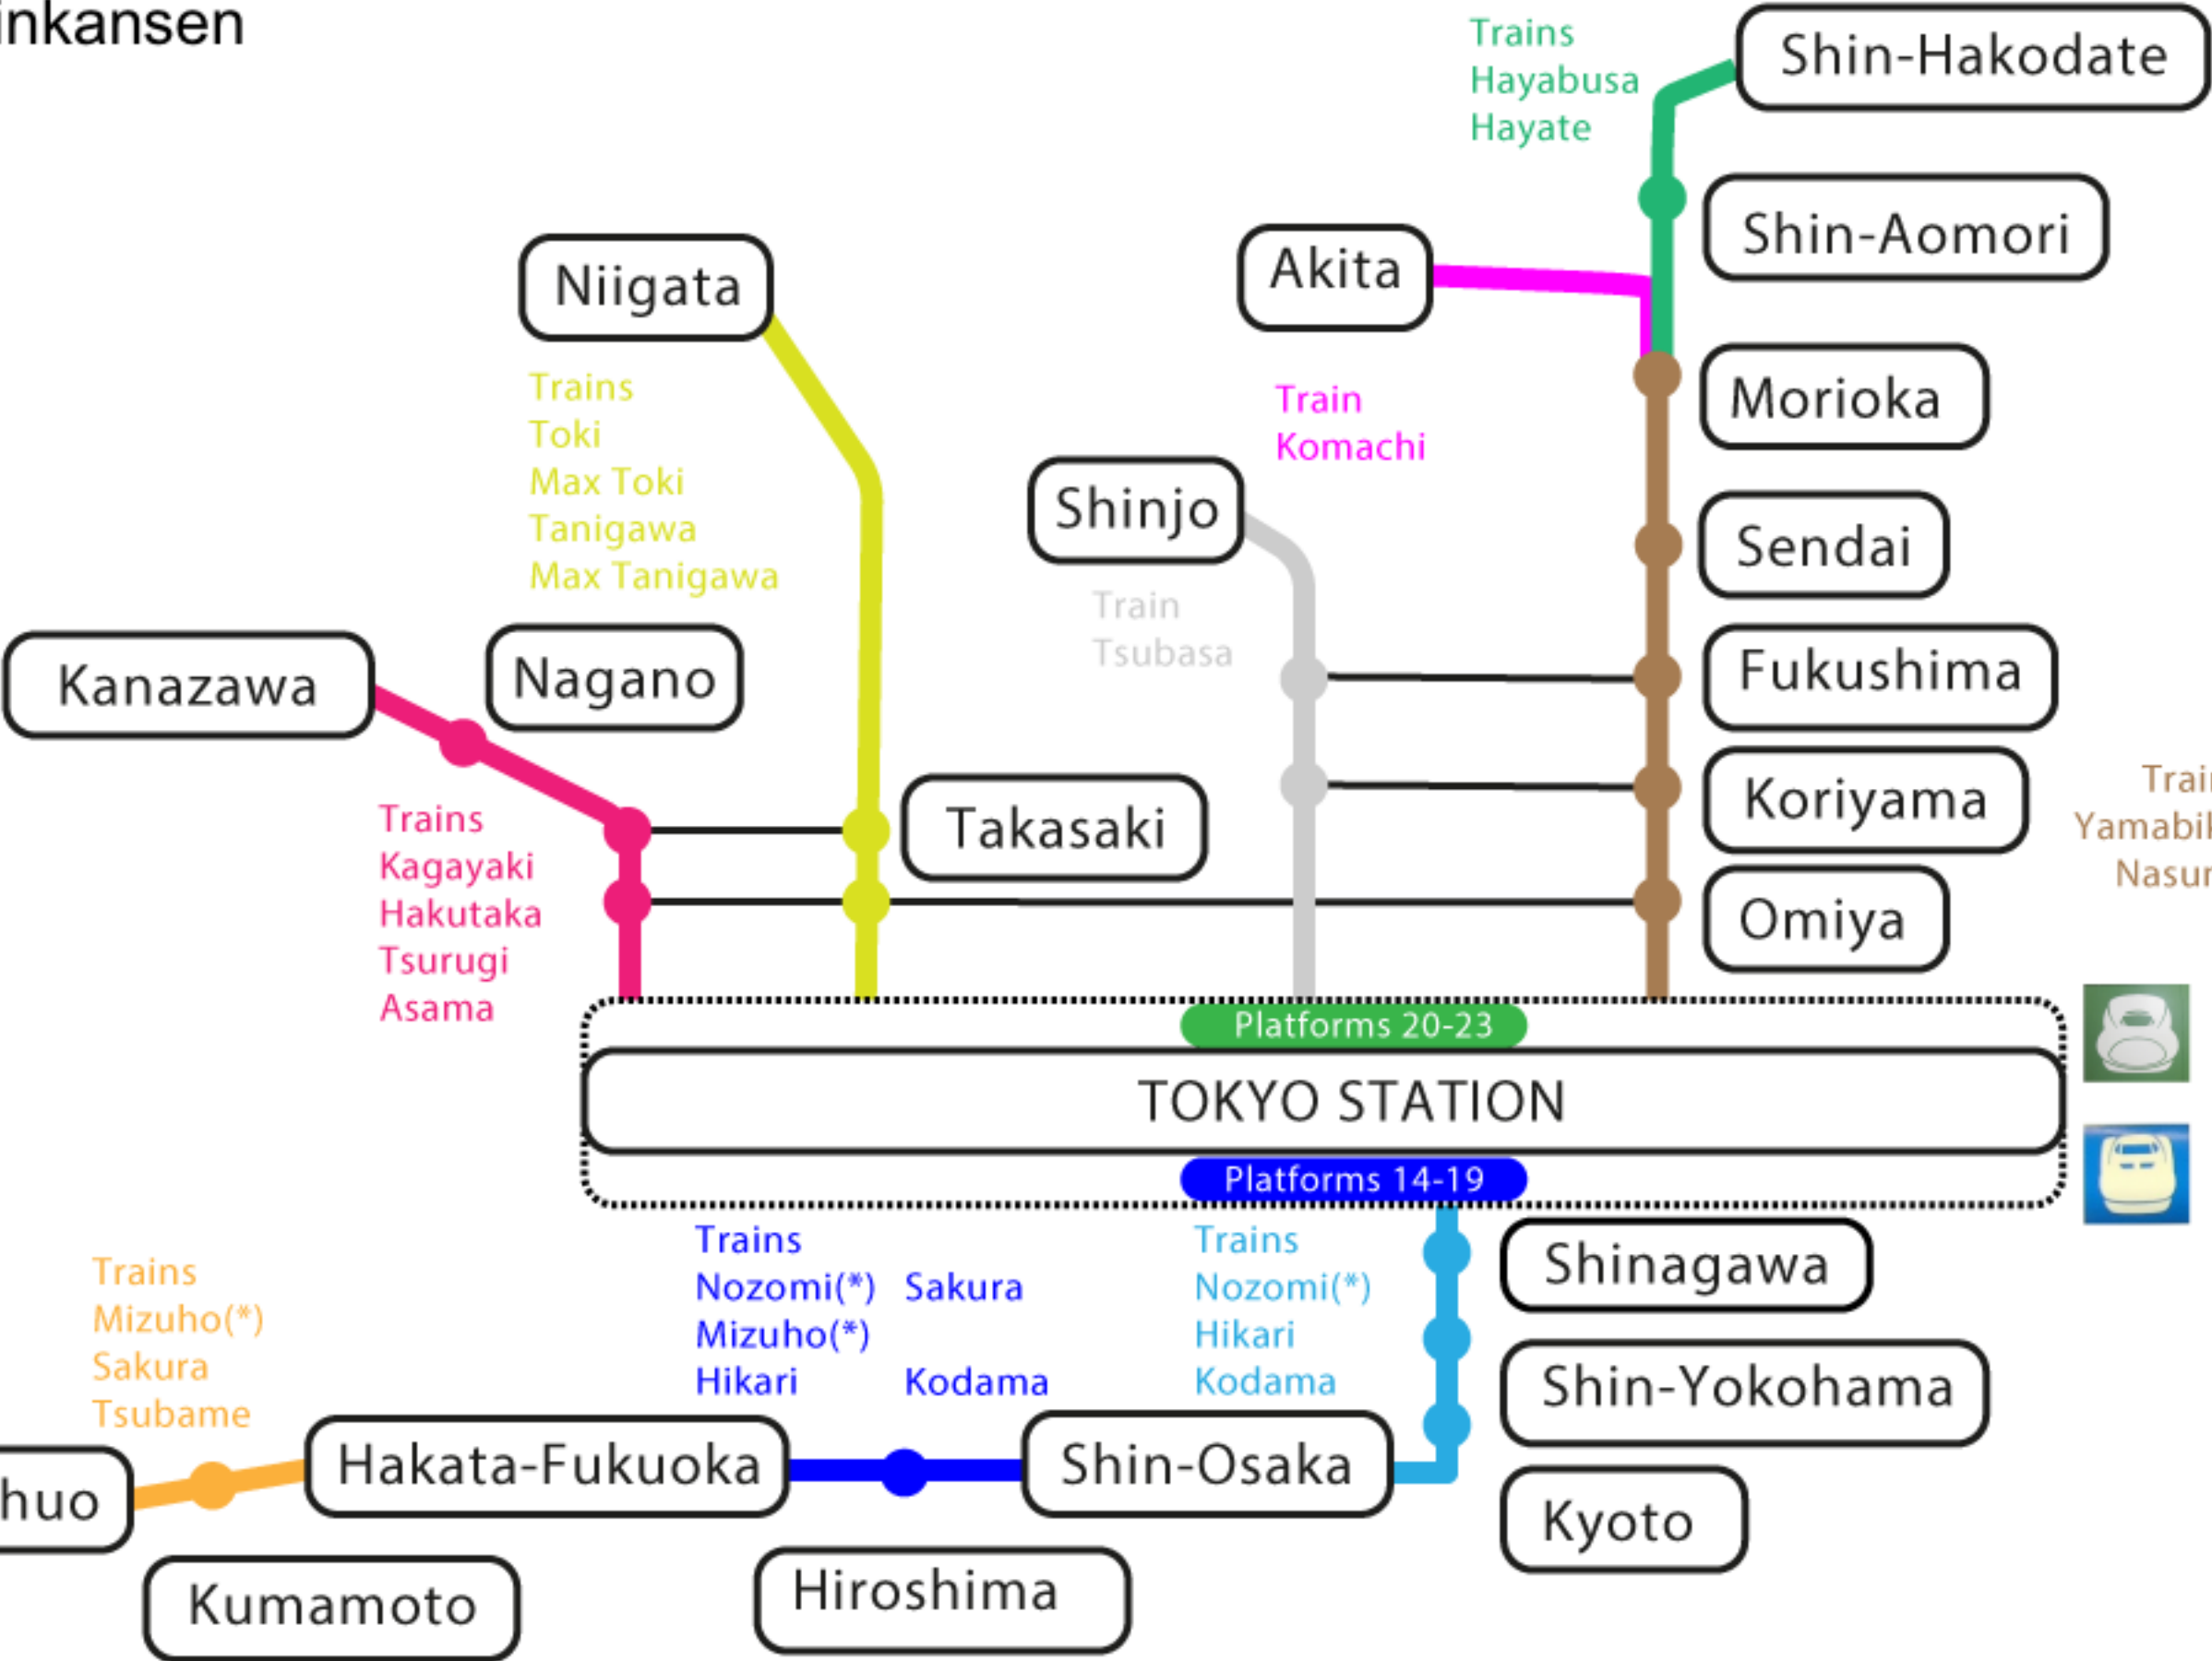 inkansen
Trains
Hayabusa
Hayate
Shin-Hakodate
Shin-Aomori
Niigata
Akita
Trains
Toki
Max Toki
Tanigawa
Max Tanigawa
Train
Komachi
Morioka
Shinjo
Sendai
Train
Tsubasa
Kanazawa
Nagano
Fukushima
Trains
Kagayaki
Hakutaka
Tsurugi
Asama
Takasaki
Koriyama
Trai
Yamabi
Nasu
Omiya
Platforms 20-23
TOKYO STATION
Platforms 14-19
Trains
Mizuho(*)
Sakura
Tsubame
Trains
Nozomi(*) Sakura
Mizuho(*)
Hikari Kodama
Trains
Nozomi(*)
Hikari
Kodama
Shinagawa
Shin-Yokohama
Kyoto
huo
Hakata-Fukuoka
Shin-Osaka
Kumamoto
Hiroshima